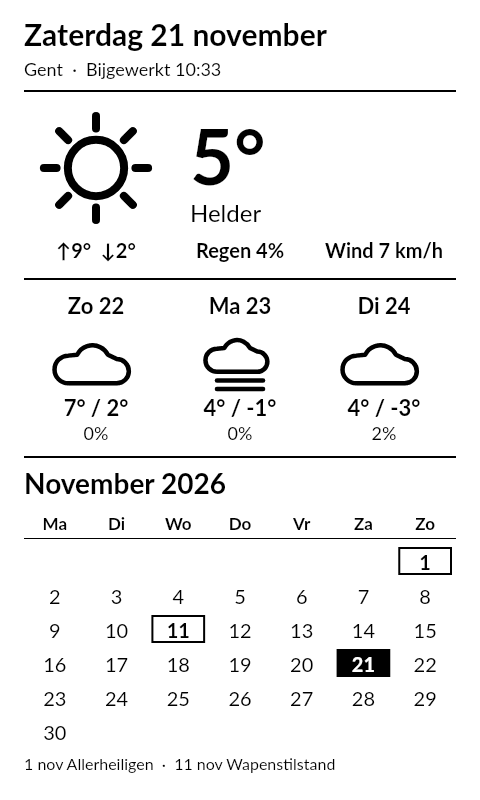 Zaterdag 21 november
Gent · Bijgewerkt 10:33
5°
Helder
↑9° ↓2° Regen 4% Wind 7 km/h
Zo 22 Ma 23 Di 24
7° / 2° 4° / -1° 4° / -3°
0% 0% 2%
November 2026
Ma Di Wo Do Vr Za Zo
1
2 3 4 5 6 7 8
9 10 11 12 13 14 15
16 17 18 19 20 21 22
23 24 25 26 27 28 29
30
1 nov Allerheiligen · 11 nov Wapenstilstand